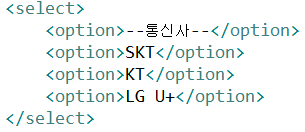 <select>
    <option>--통신사--</option>
    <option>SKT</option>
    <option>KT</option>
    <option>LG U+</option>
</select>